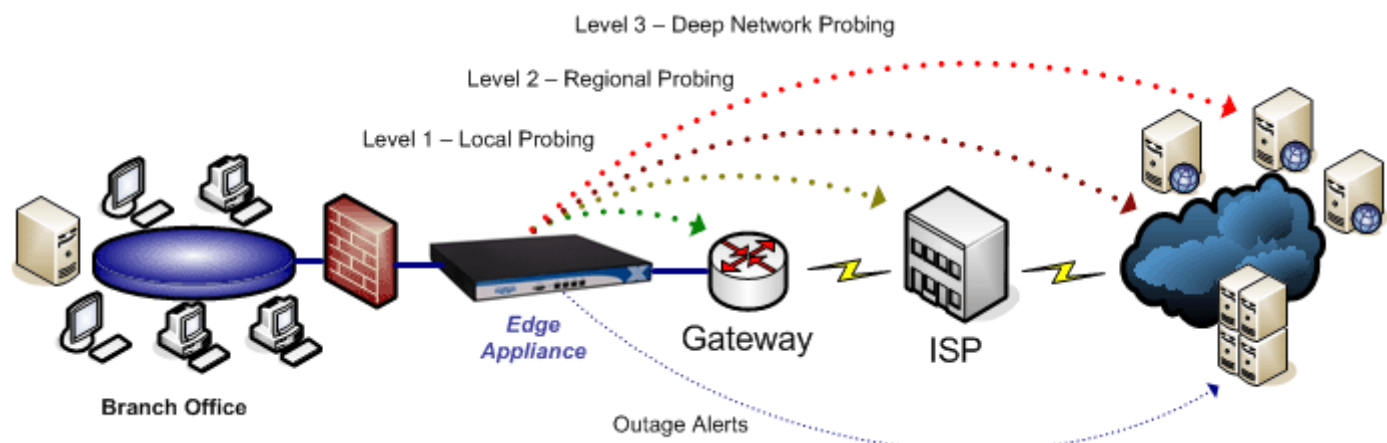 Level 3 – Deep Network Probing
Level 2 – Regional Probing
Level 1 – Local Probing
Edge
Appliance
Gateway
ISP
Branch Office
Outage Alerts